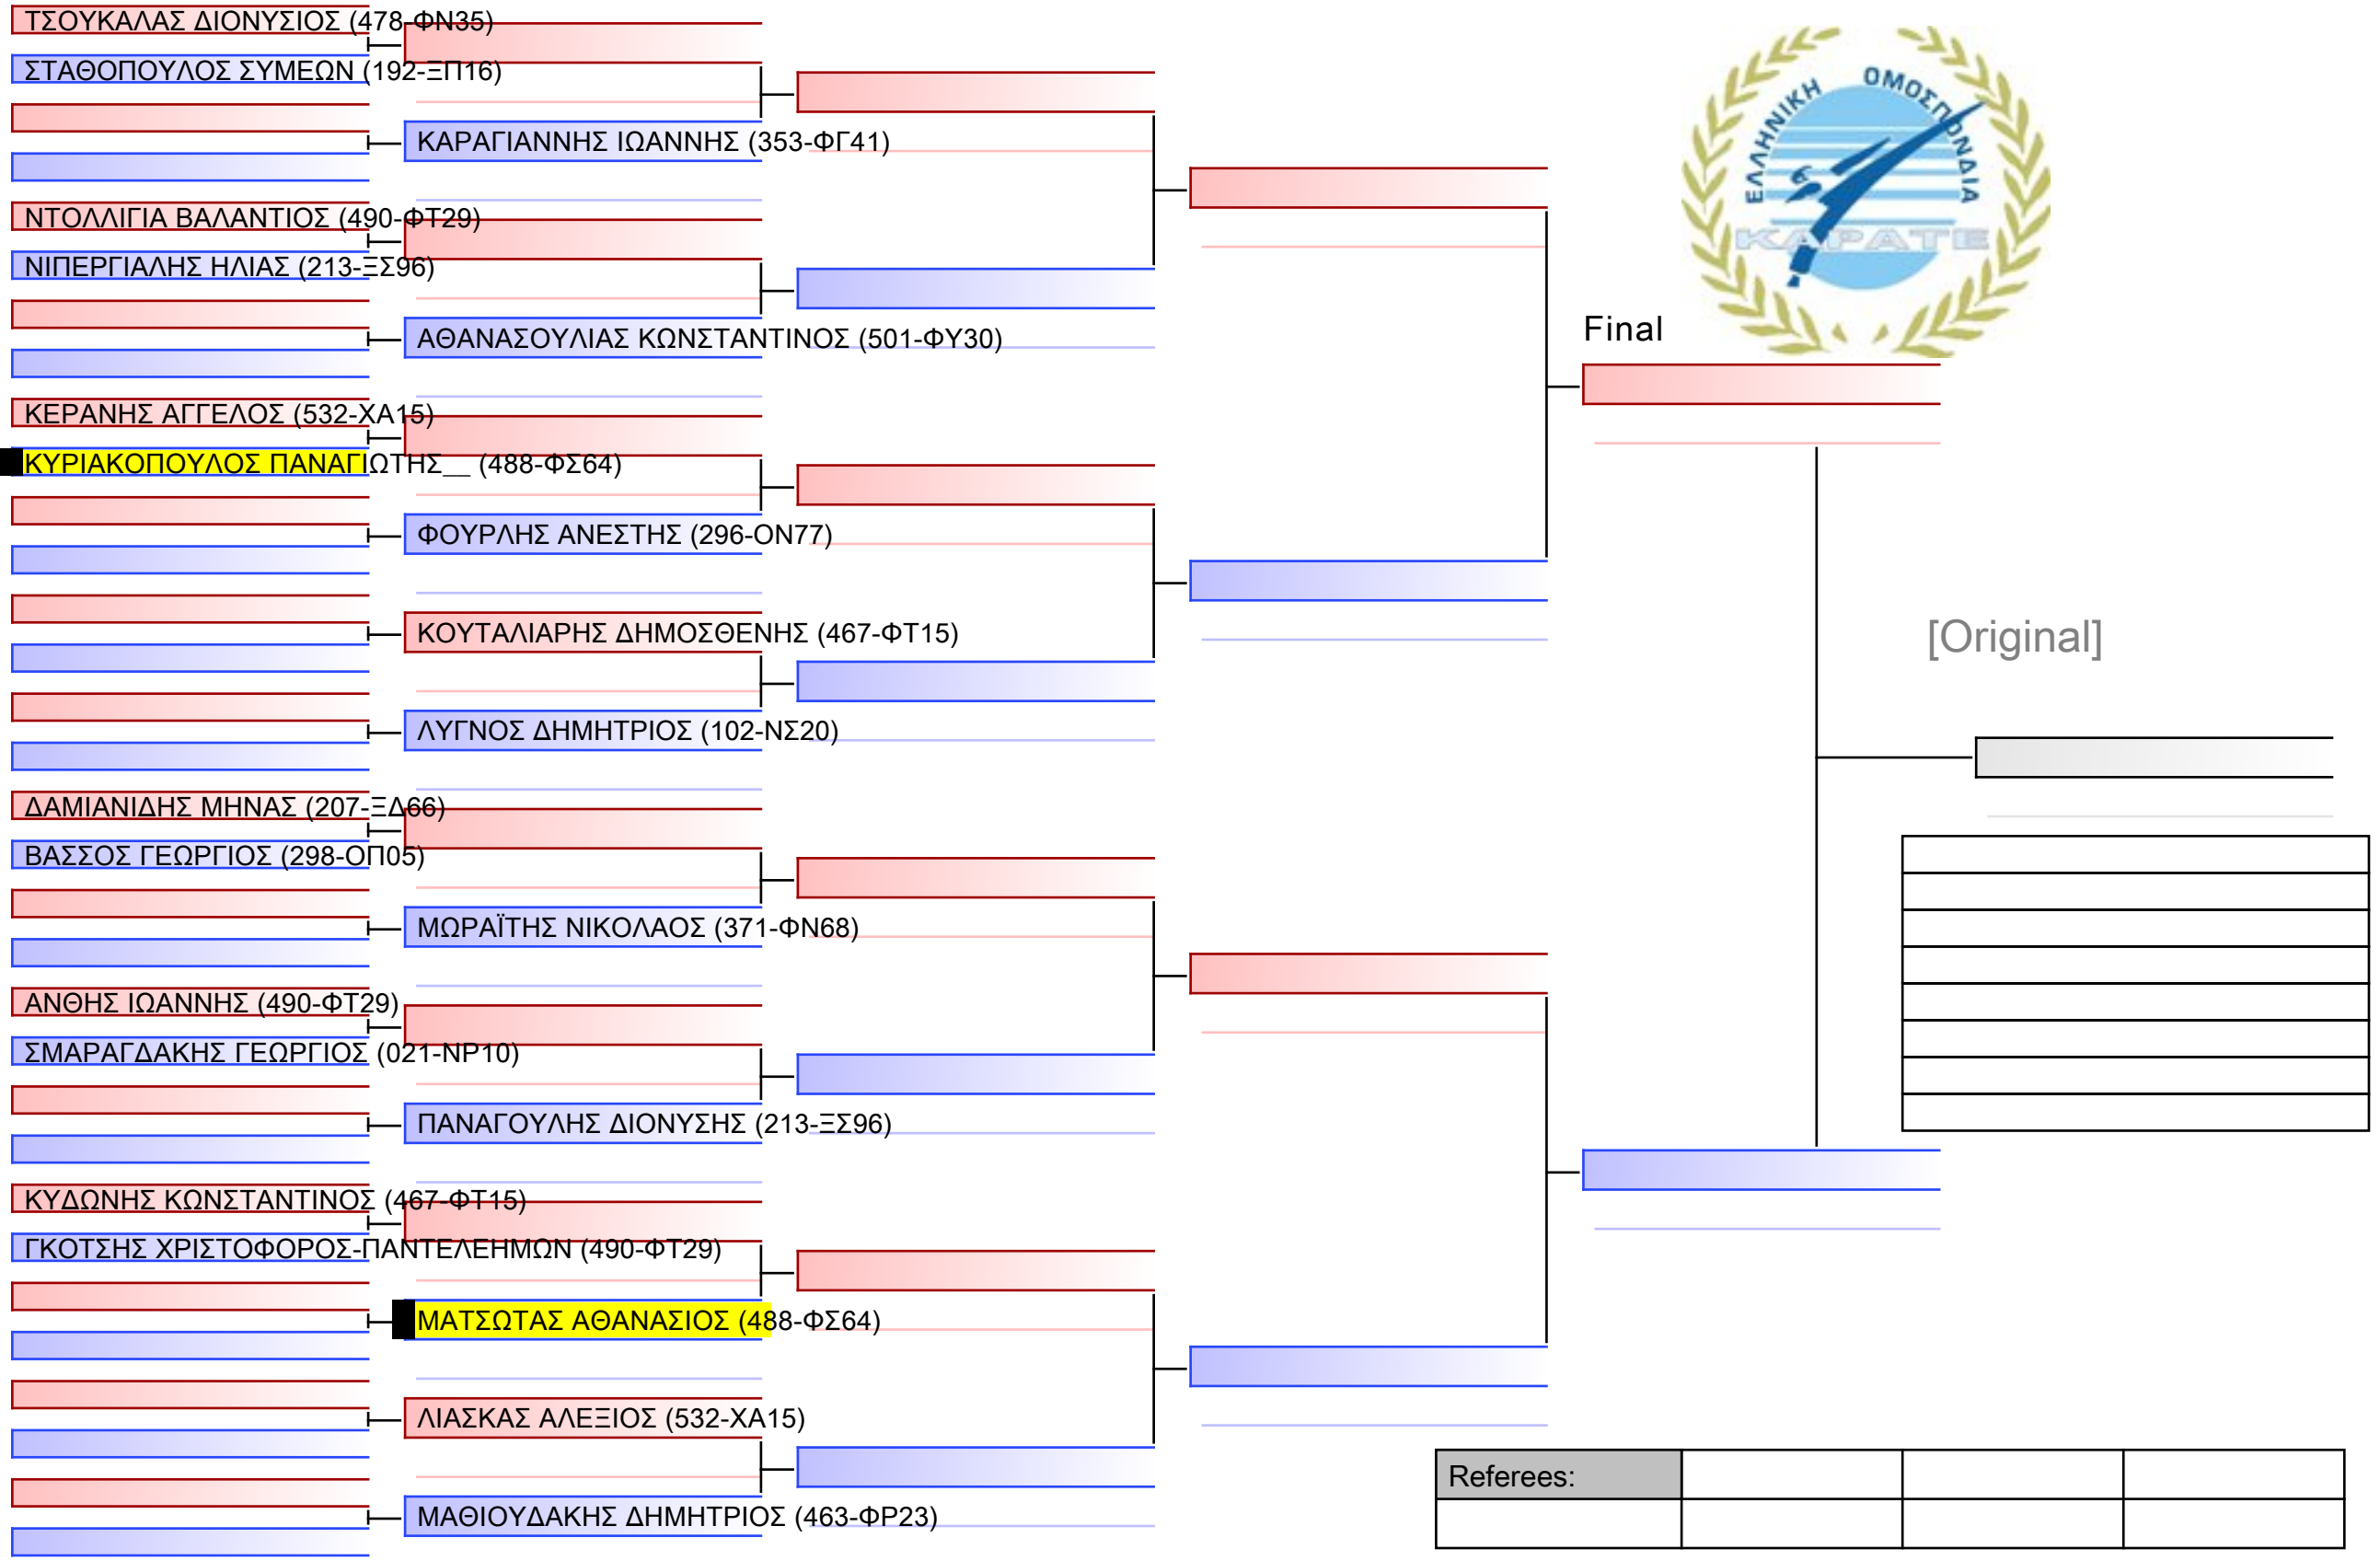 ΤΣΟΥΚΑΛΑΣ ΔΙΟΝΥΣΙΟΣ (478-ΦΝ35)
ΣΤΑΘΟΠΟΥΛΟΣ ΣΥΜΕΩΝ (192-ΞΠ16)
ΚΑΡΑΓΙΑΝΝΗΣ ΙΩΑΝΝΗΣ (353-ΦΓ41)
ΝΤΟΛΛΙΓΙΑ ΒΑΛΑΝΤΙΟΣ (490-ΦΤ29)
ΝΙΠΕΡΓΙΑΛΗΣ ΗΛΙΑΣ (213-ΞΣ96)
ΑΘΑΝΑΣΟΥΛΙΑΣ ΚΩΝΣΤΑΝΤΙΝΟΣ (501-ΦΥ30)
ΚΕΡΑΝΗΣ ΑΓΓΕΛΟΣ (532-ΧΑ15)
ΚΥΡΙΑΚΟΠΟΥΛΟΣ ΠΑΝΑΓΙΩΤΗΣ__ (488-ΦΣ64)
ΦΟΥΡΛΗΣ ΑΝΕΣΤΗΣ (296-ΟΝ77)
ΚΟΥΤΑΛΙΑΡΗΣ ΔΗΜΟΣΘΕΝΗΣ (467-ΦΤ15)
ΛΥΓΝΟΣ ΔΗΜΗΤΡΙΟΣ (102-ΝΣ20)
ΔΑΜΙΑΝΙΔΗΣ ΜΗΝΑΣ (207-ΞΔ66)
ΒΑΣΣΟΣ ΓΕΩΡΓΙΟΣ (298-ΟΠ05)
ΜΩΡΑΪΤΗΣ ΝΙΚΟΛΑΟΣ (371-ΦΝ68)
ΑΝΘΗΣ ΙΩΑΝΝΗΣ (490-ΦΤ29)
ΣΜΑΡΑΓΔΑΚΗΣ ΓΕΩΡΓΙΟΣ (021-ΝΡ10)
ΠΑΝΑΓΟΥΛΗΣ ΔΙΟΝΥΣΗΣ (213-ΞΣ96)
ΚΥΔΩΝΗΣ ΚΩΝΣΤΑΝΤΙΝΟΣ (467-ΦΤ15)
ΓΚΟΤΣΗΣ ΧΡΙΣΤΟΦΟΡΟΣ-ΠΑΝΤΕΛΕΗΜΩΝ (490-ΦΤ29)
ΜΑΤΣΩΤΑΣ ΑΘΑΝΑΣΙΟΣ (488-ΦΣ64)
ΛΙΑΣΚΑΣ ΑΛΕΞΙΟΣ (532-ΧΑ15)
ΜΑΘΙΟΥΔΑΚΗΣ ΔΗΜΗΤΡΙΟΣ (463-ΦΡ23)
ΕΛΛΗΝΙΚΗ ΟΜΟΣΠΟΝΔΙΑ
ΚΑΡΑΤΕ
Final
[Original]
Referees: